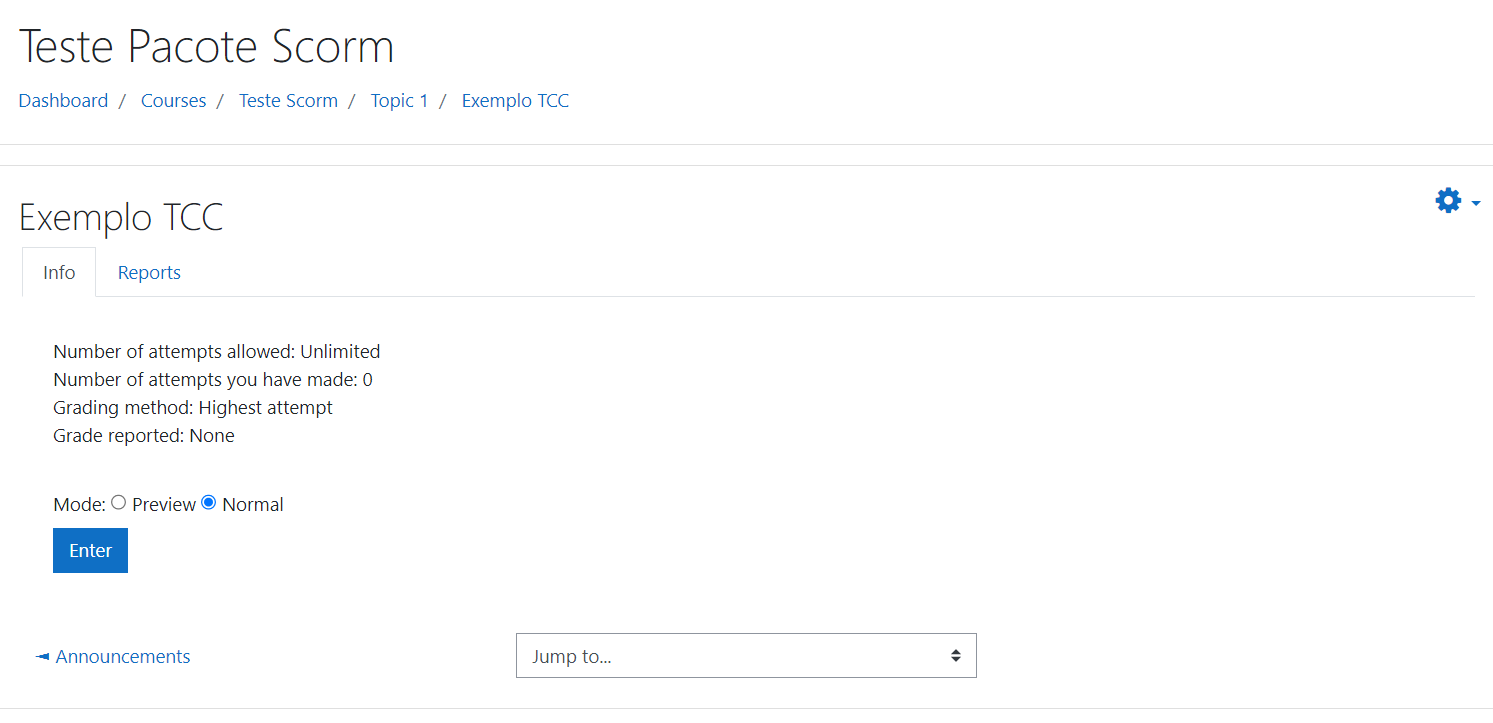 Teste Pacote Scorm
Dashboard / Courses / Teste Scorm / Topic 1 / Exemplo TCC
Exemplo TCC
Info Reports
Number of attempts allowed: Unlimited
Number of attempts you have made: 0
Grading method: Highest attempt
Grade reported: None
Mode: Preview Normal
Enter
◄ Announcements
Jump to...